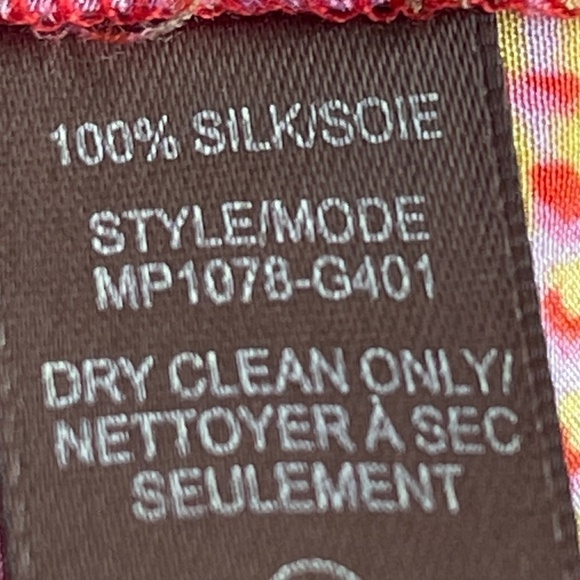 100% SILK/SOIE
STYLE/MODE
MP1078-G401
DRY CLEAN ONLY/
NETTOYER À SEC
SEULEMENT